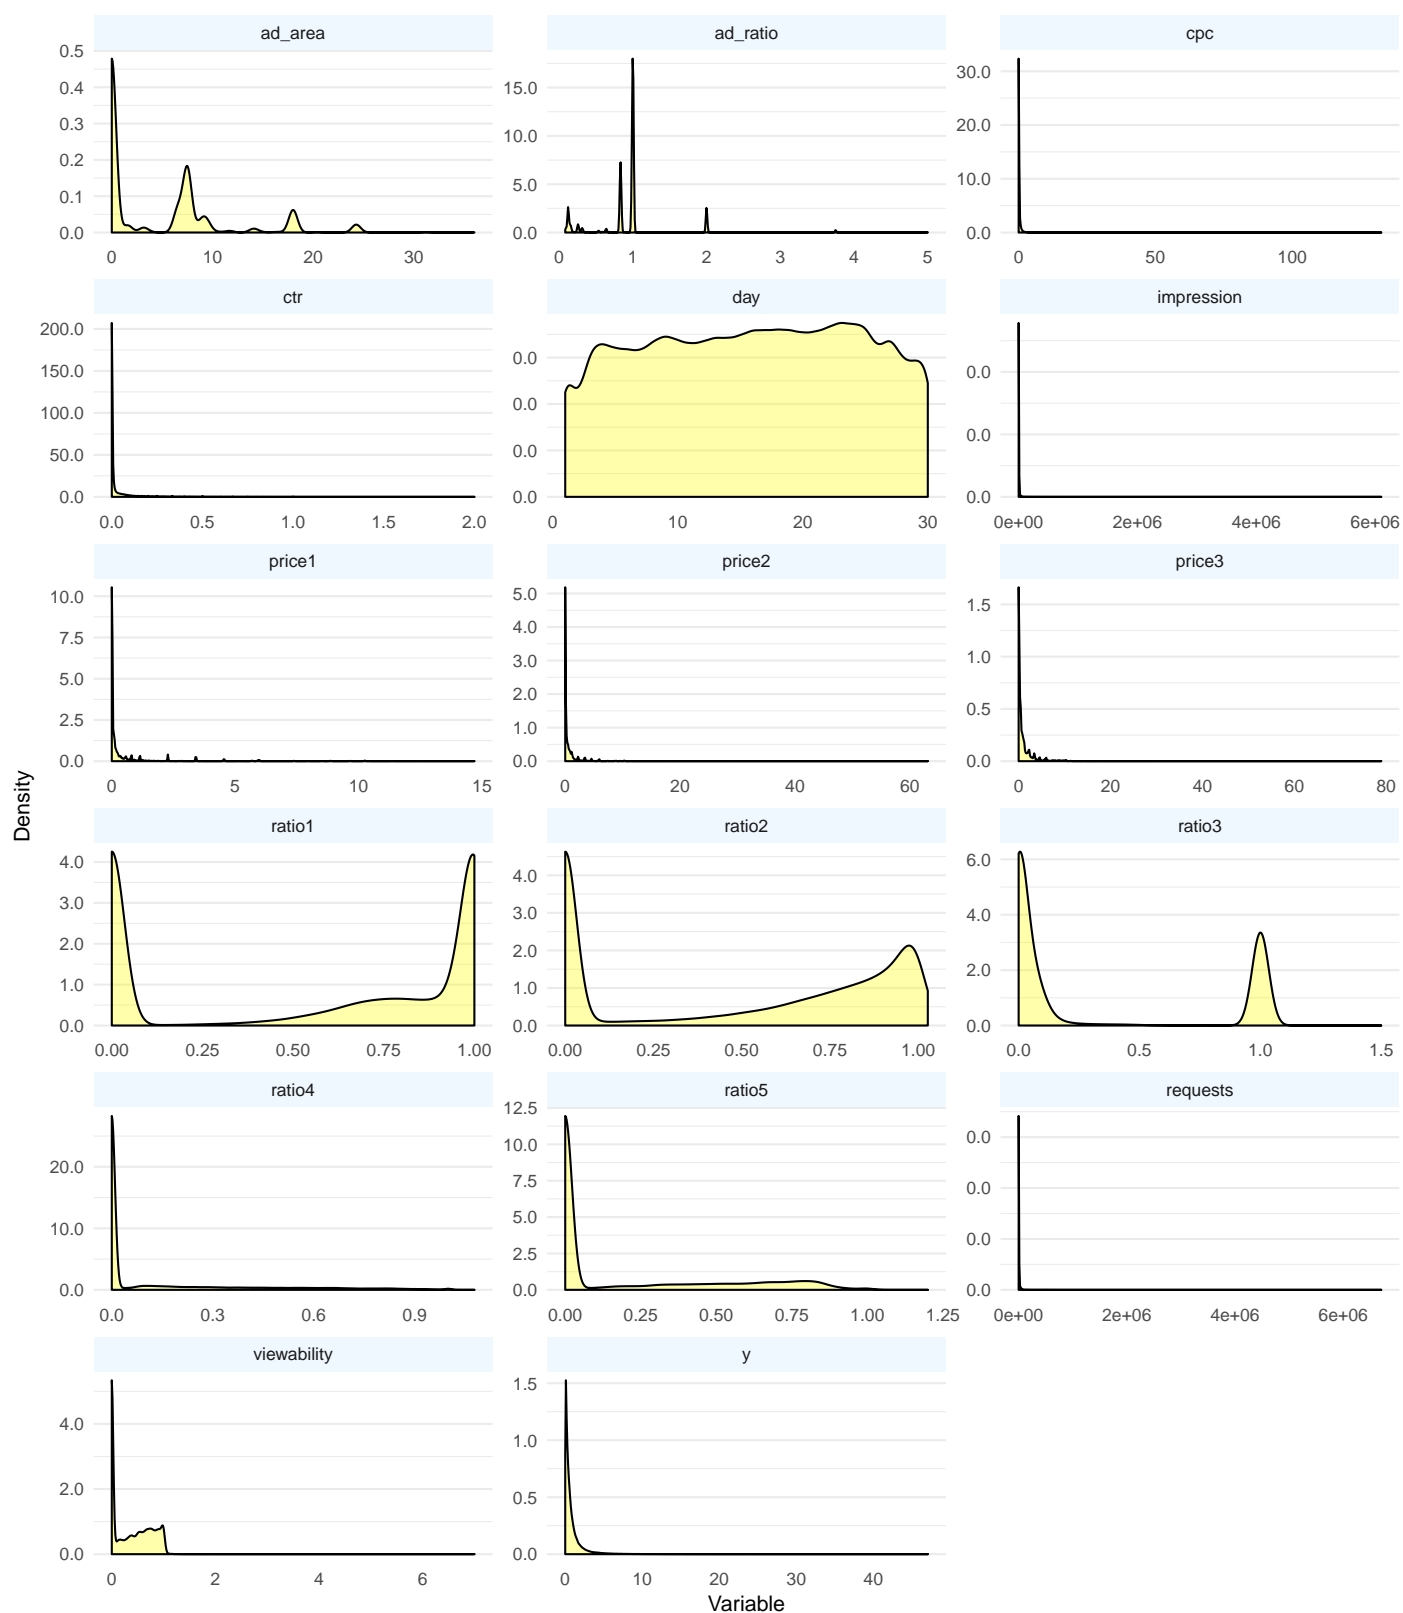 ad_area
ad_ratio
cpc
0.5
0.4
0.3
0.2
0.1
0.0
15.0
10.0
5.0
0.0
30.0
20.0
10.0
0.0
0 10 20 30
0 1 2 3 4 5
0 50 100
ctr
day
impression
200.0
150.0
100.0
50.0
0.0
0.0
0.0
0.0
0.0
0.0
0.0
0.0
0.0 0.5 1.0 1.5 2.0
0 10 20 30
0e+00 2e+06 4e+06 6e+06
price1
price2
price3
10.0
7.5
5.0
2.5
0.0
5.0
4.0
3.0
2.0
1.0
0.0
1.5
1.0
0.5
0.0
0 5 10 15
0 20 40 60
0 20 40 60 80
Density
ratio1
ratio2
ratio3
4.0
3.0
2.0
1.0
0.0
4.0
3.0
2.0
1.0
0.0
6.0
4.0
2.0
0.0
0.00 0.25 0.50 0.75 1.00
0.00 0.25 0.50 0.75 1.00
0.0 0.5 1.0 1.5
ratio4
ratio5
requests
20.0
10.0
0.0
12.5
10.0
7.5
5.0
2.5
0.0
0.0
0.0
0.0
0.0
0.0 0.3 0.6 0.9
0.00 0.25 0.50 0.75 1.00 1.25
0e+00 2e+06 4e+06 6e+06
viewability
y
4.0
2.0
0.0
1.5
1.0
0.5
0.0
0 2 4 6
0 10 20 30 40
Variable